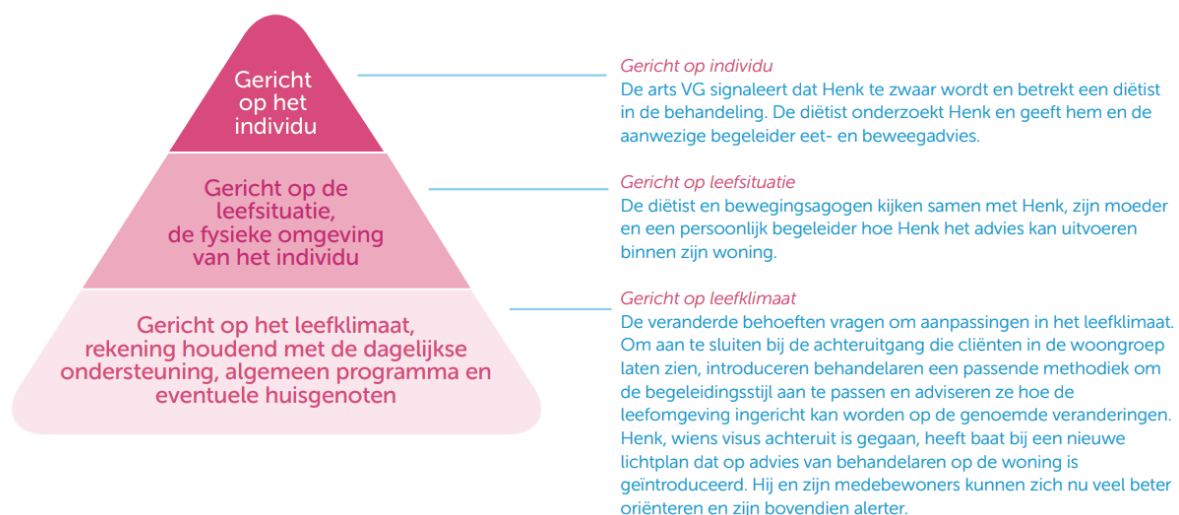 Gericht
op het
individu
Gericht op de
leefsituatie,
de fysieke omgeving
van het individu
Gericht op het leefklimaat,
rekening houdend met de dagelijkse
ondersteuning, algemeen programma en
eventuele huisgenoten
Gericht op individu
De arts VG signaleert dat Henk te zwaar wordt en betrekt een diëtist
in de behandeling. De diëtist onderzoekt Henk en geeft hem en de
aanwezige begeleider eet- en beweegadvies.
Gericht op leefsituatie
De diëtist en bewegingsagogen kijken samen met Henk, zijn moeder
en een persoonlijk begeleider hoe Henk het advies kan uitvoeren
binnen zijn woning.
Gericht op leefklimaat
De veranderde behoeften vragen om aanpassingen in het leefklimaat.
Om aan te sluiten bij de achteruitgang die cliënten in de woongroep
laten zien, introduceren behandelaren een passende methodiek om
de begeleidingsstijl aan te passen en adviseren ze hoe de
leefomgeving ingericht kan worden op de genoemde veranderingen.
Henk, wiens visus achteruit is gegaan, heeft baat bij een nieuwe
lichtplan dat op advies van behandelaren op de woning is
geïntroduceerd. Hij en zijn medebewoners kunnen zich nu veel beter
oriënteren en zijn bovendien alerter.